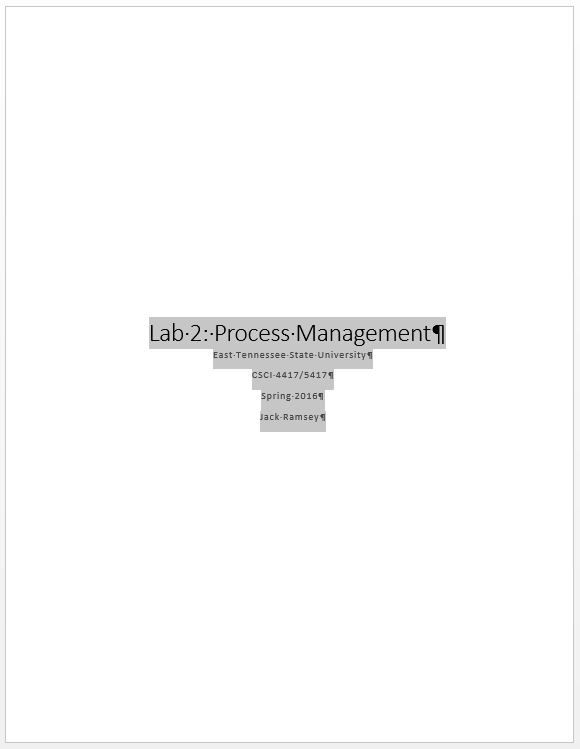 Lab·2:·Process·Management¶
East·Tennessee·State·University¶
CSCI·4417/5417¶
Spring·2016¶
Jack·Ramsey¶